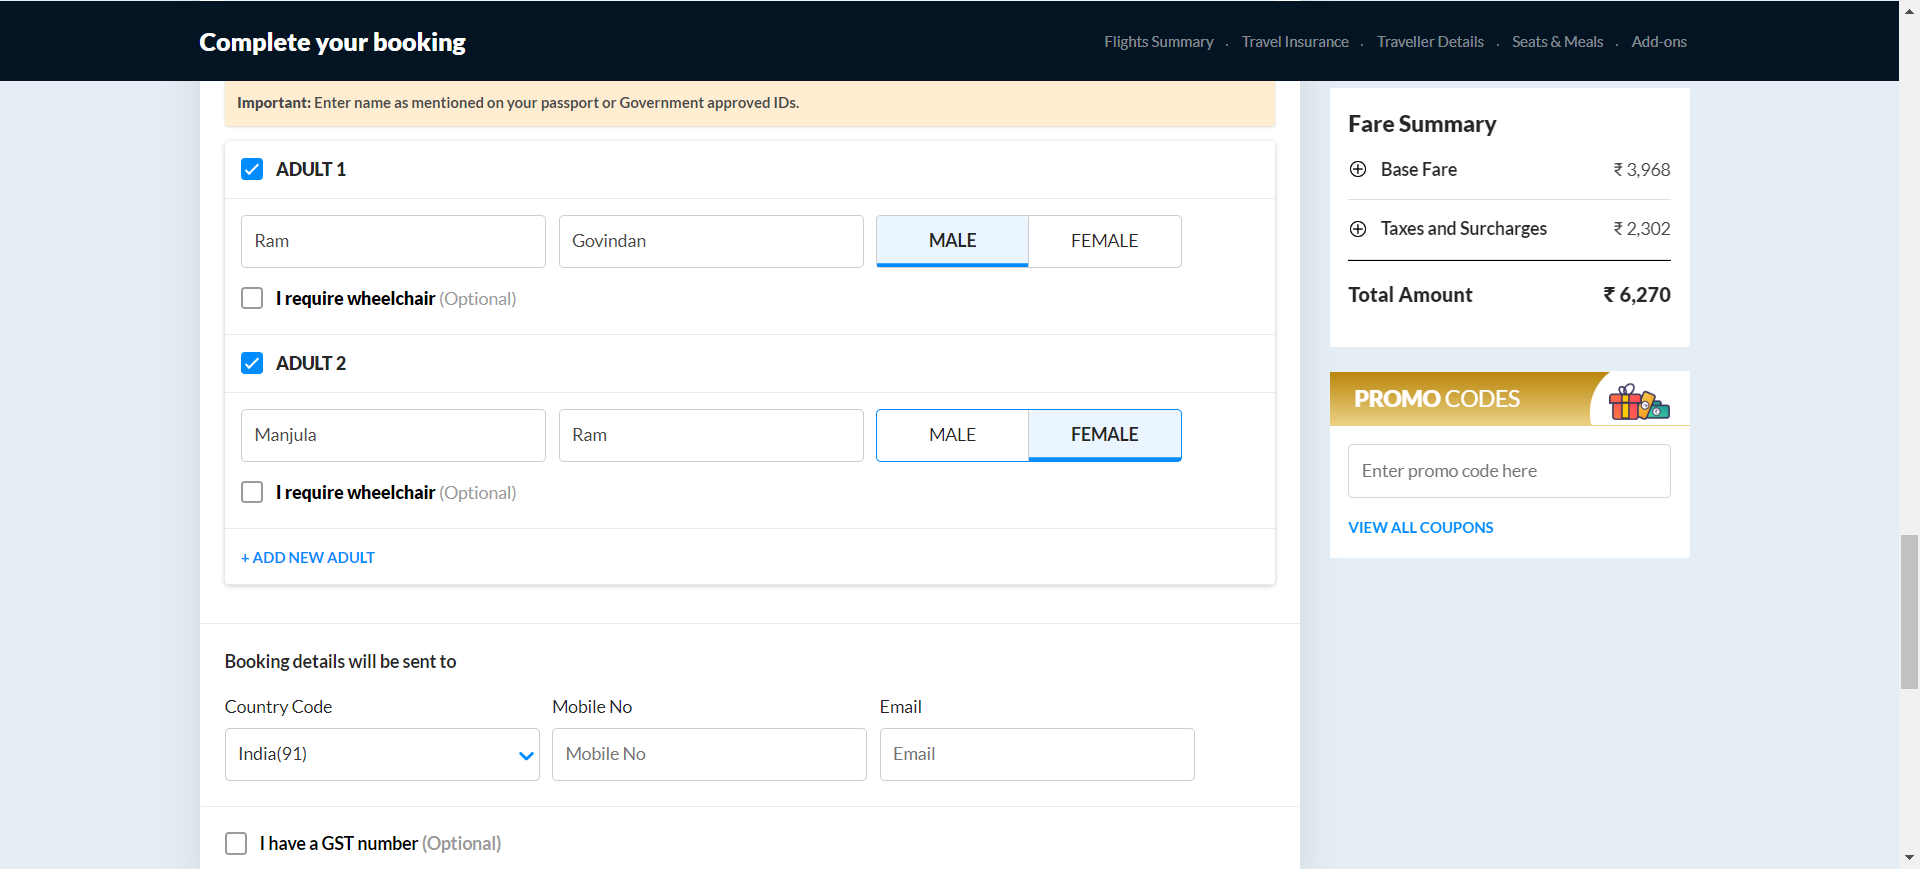 Complete your booking
Flights Summary . Travel Insurance . Traveller Details . Seats & Meals . Add-ons
Important: Enter name as mentioned on your passport or Government approved IDs.
ADULT 1
Ram Govindan MALE FEMALE
I require wheelchair (Optional)
ADULT 2
Manjula Ram MALE FEMALE
I require wheelchair (Optional)
+ ADD NEW ADULT
Booking details will be sent to
Country Code Mobile No Email
India(91) Mobile No Email
I have a GST number (Optional)
Fare Summary
Base Fare ₹ 3,968
Taxes and Surcharges ₹ 2,302
Total Amount ₹ 6,270
PROMO CODES
Enter promo code here
VIEW ALL COUPONS